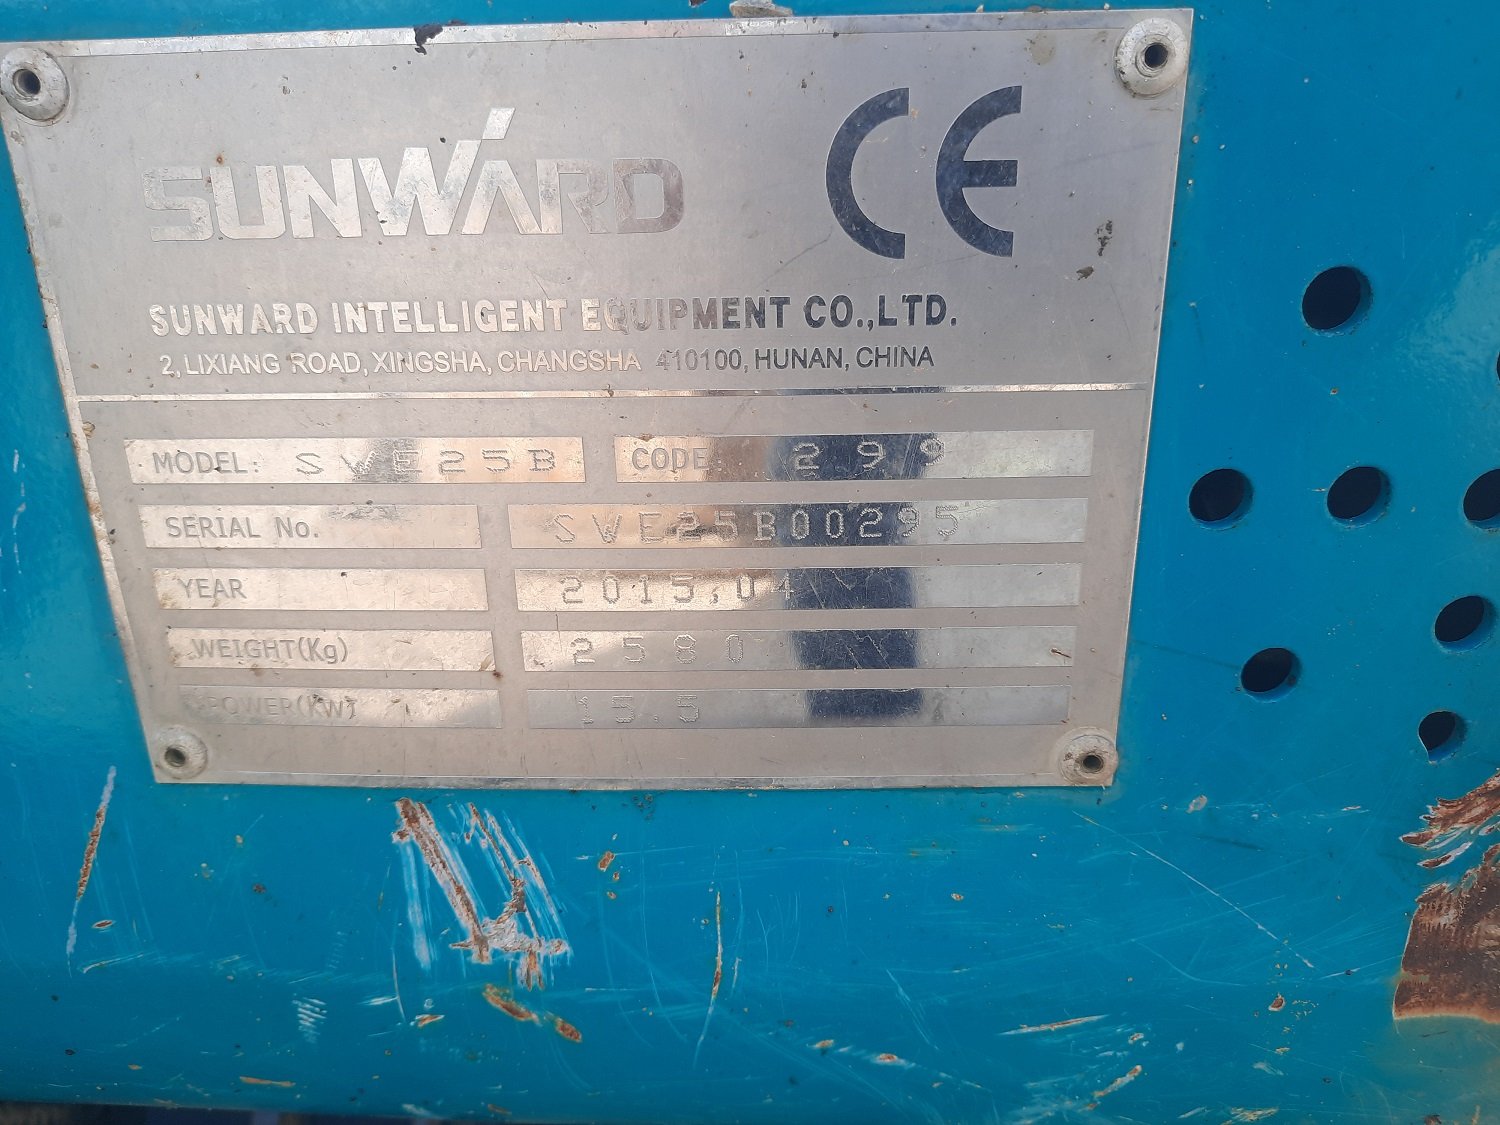 SUNWARD CE
SUNWARD INTELLIGENT EQUIPMENT CO.,LTD.
2, LIXIANG ROAD, XINGSHA, CHANGSHA 410100, HUNAN, CHINA
MODEL: SWE25B CODE: 299
SERIAL No. SWE25B00295
YEAR 2015.04
WEIGHT(Kg) 2580
POWER(KW) 15.5